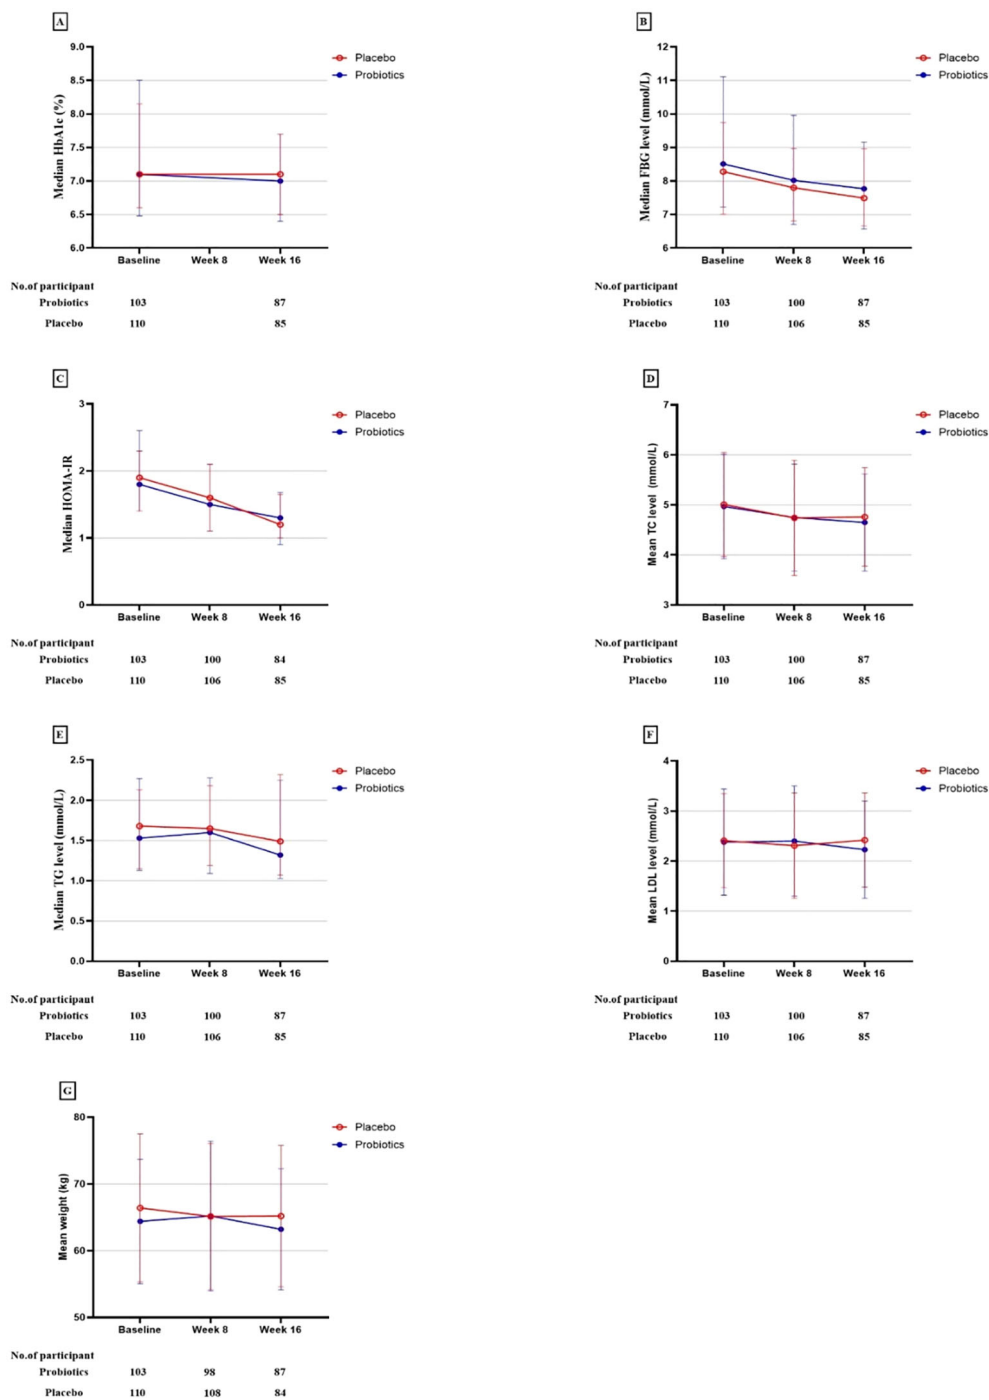 A
Median HbA1c (%)
9.0
8.5
8.0
7.5
7.0
6.5
6.0
Baseline Week 8 Week 16
Placebo
Probiotics
No.of participant
Probiotics 103 87
Placebo 110 85
B
Median FBG level (mmol/L)
12
11
10
9
8
7
6
Baseline Week 8 Week 16
Placebo
Probiotics
No.of participant
Probiotics 103 100 87
Placebo 110 106 85
C
Median HOMA-IR
3
2
1
0
Baseline Week 8 Week 16
Placebo
Probiotics
No.of participant
Probiotics 103 100 84
Placebo 110 106 85
D
Mean TC level (mmol/L)
7
6
5
4
3
Baseline Week 8 Week 16
Placebo
Probiotics
No.of participant
Probiotics 103 100 87
Placebo 110 106 85
E
Median TG level (mmol/L)
2.5
2.0
1.5
1.0
0.5
0.0
Baseline Week 8 Week 16
Placebo
Probiotics
No.of participant
Probiotics 103 100 87
Placebo 110 106 85
F
Mean LDL level (mmol/L)
4
3
2
1
0
Baseline Week 8 Week 16
Placebo
Probiotics
No.of participant
Probiotics 103 100 87
Placebo 110 106 85
G
Mean weight (kg)
80
70
60
50
Baseline Week 8 Week 16
Placebo
Probiotics
No.of participant
Probiotics 103 98 87
Placebo 110 108 84